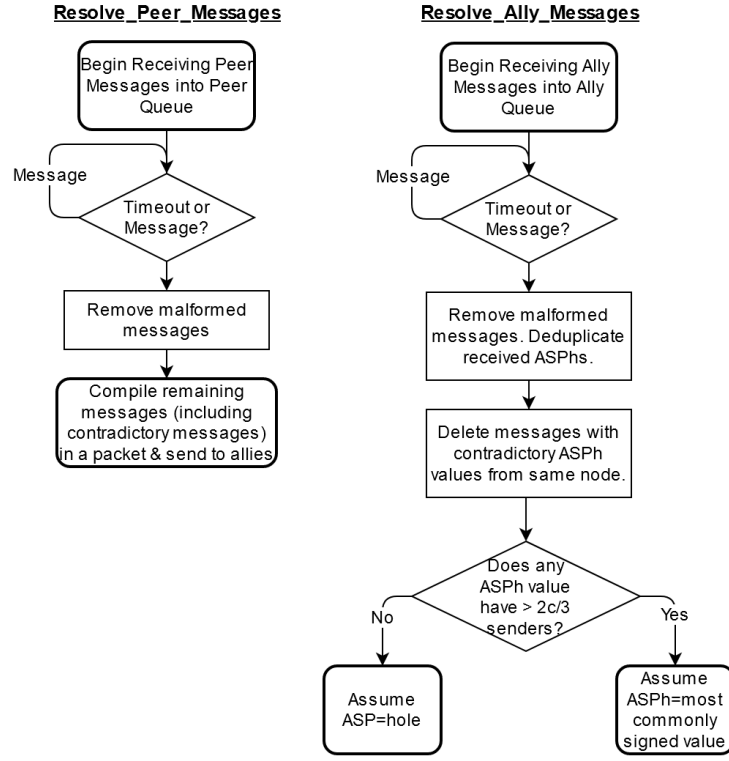 Resolve_Peer_Messages
Begin Receiving Peer
Messages into Peer
Queue
Message
Timeout or
Message?
Remove malformed
messages
Compile remaining
messages (including
contradictory messages)
in a packet & send to allies
Resolve_Ally_Messages
Begin Receiving Ally
Messages into Ally
Queue
Message
Timeout or
Message?
Remove malformed
messages. Deduplicate
received ASPhs.
Delete messages with
contradictory ASPh
values from same node.
Does any
ASPh value
have > 2c/3
senders?
No
Yes
Assume
ASP=hole
Assume
ASPh=most
commonly
signed value